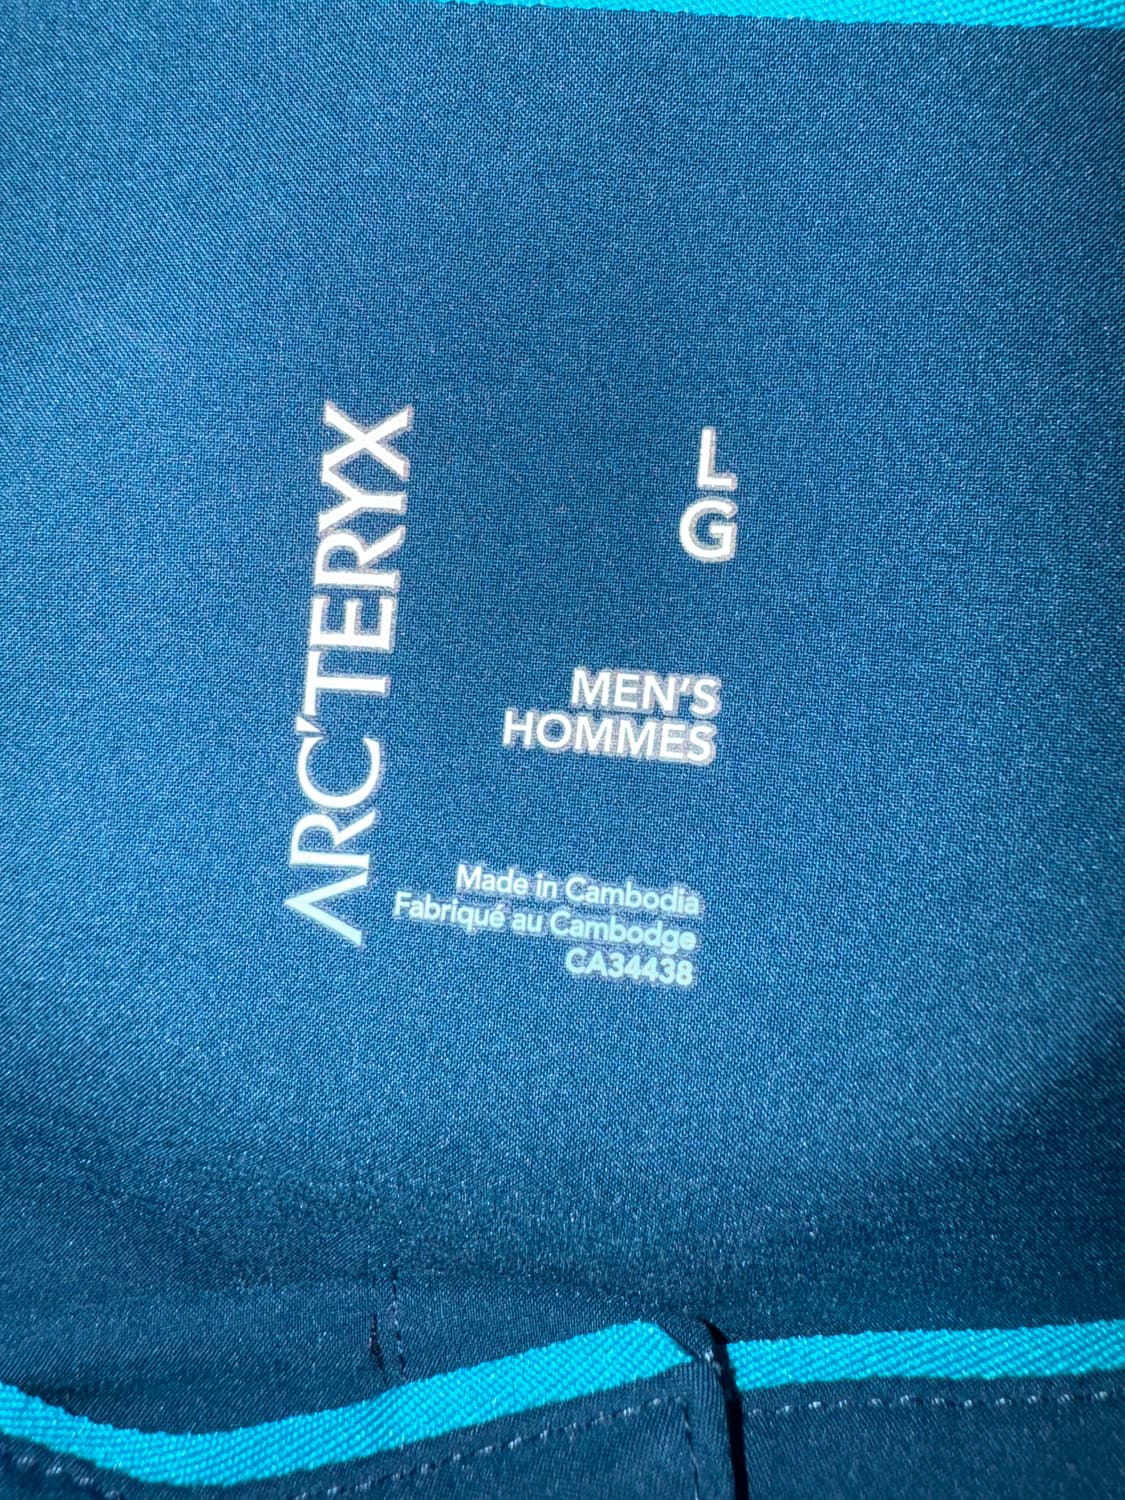 ARC'TERYX
L
G
MEN'S
HOMMES
Made in Cambodia
Fabriqué au Cambodge
CA34438